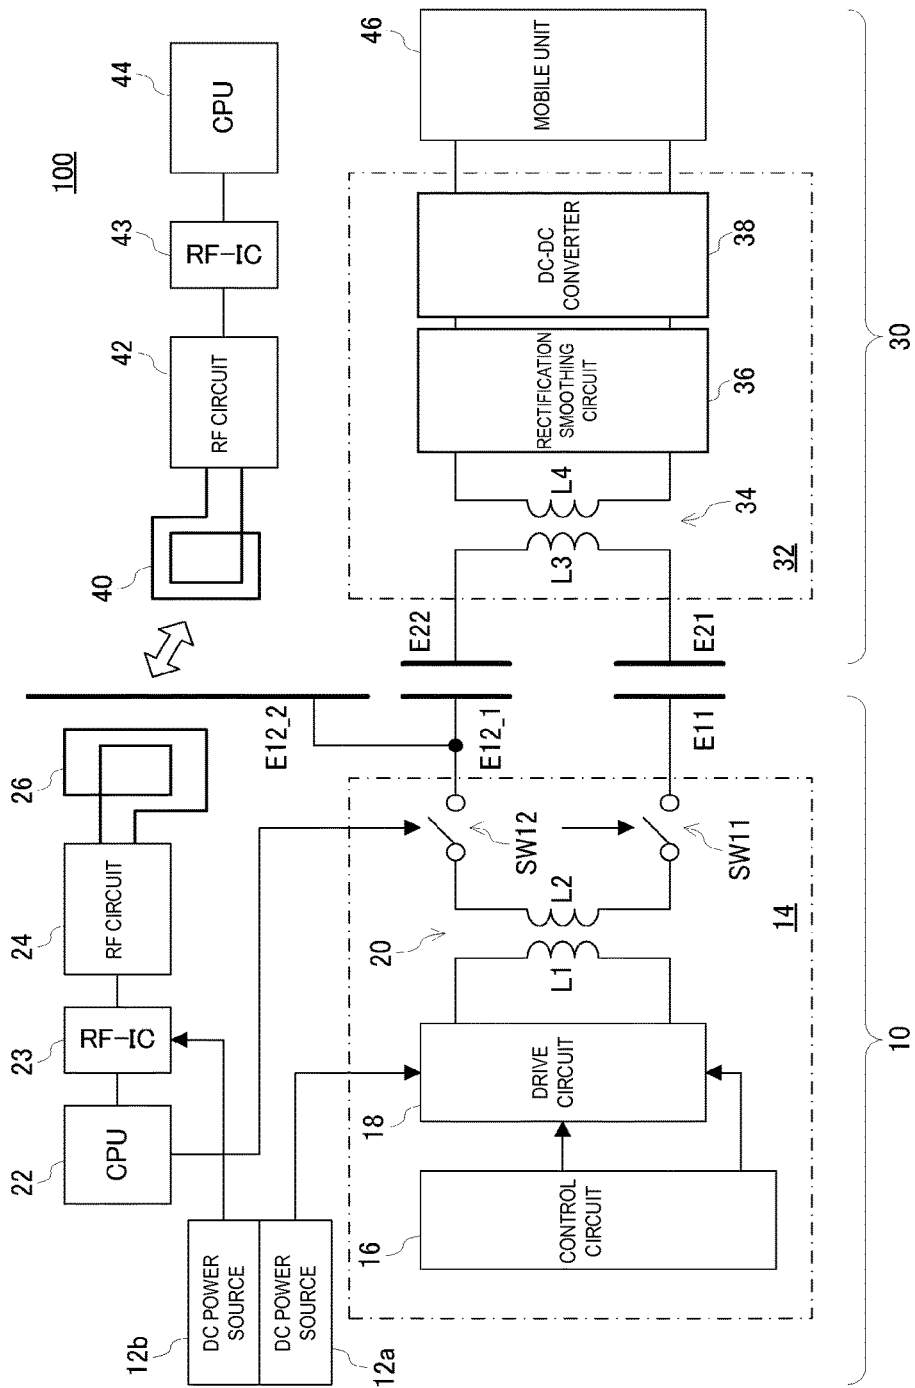 100
12b
DC POWER
SOURCE
DC POWER
SOURCE
12a
22
CPU
23
RF-IC
24
RF CIRCUIT
26
40
42
RF CIRCUIT
43
RF-IC
44
CPU
E12_2
16
CONTROL
CIRCUIT
18
DRIVE
CIRCUIT
20
L1
L2
SW12
SW11
14
E12_1
E11
E22
E21
L3
L4
34
32
RECTIFICATION
SMOOTHING
CIRCUIT
36
DC-DC
CONVERTER
38
MOBILE UNIT
46
10
30